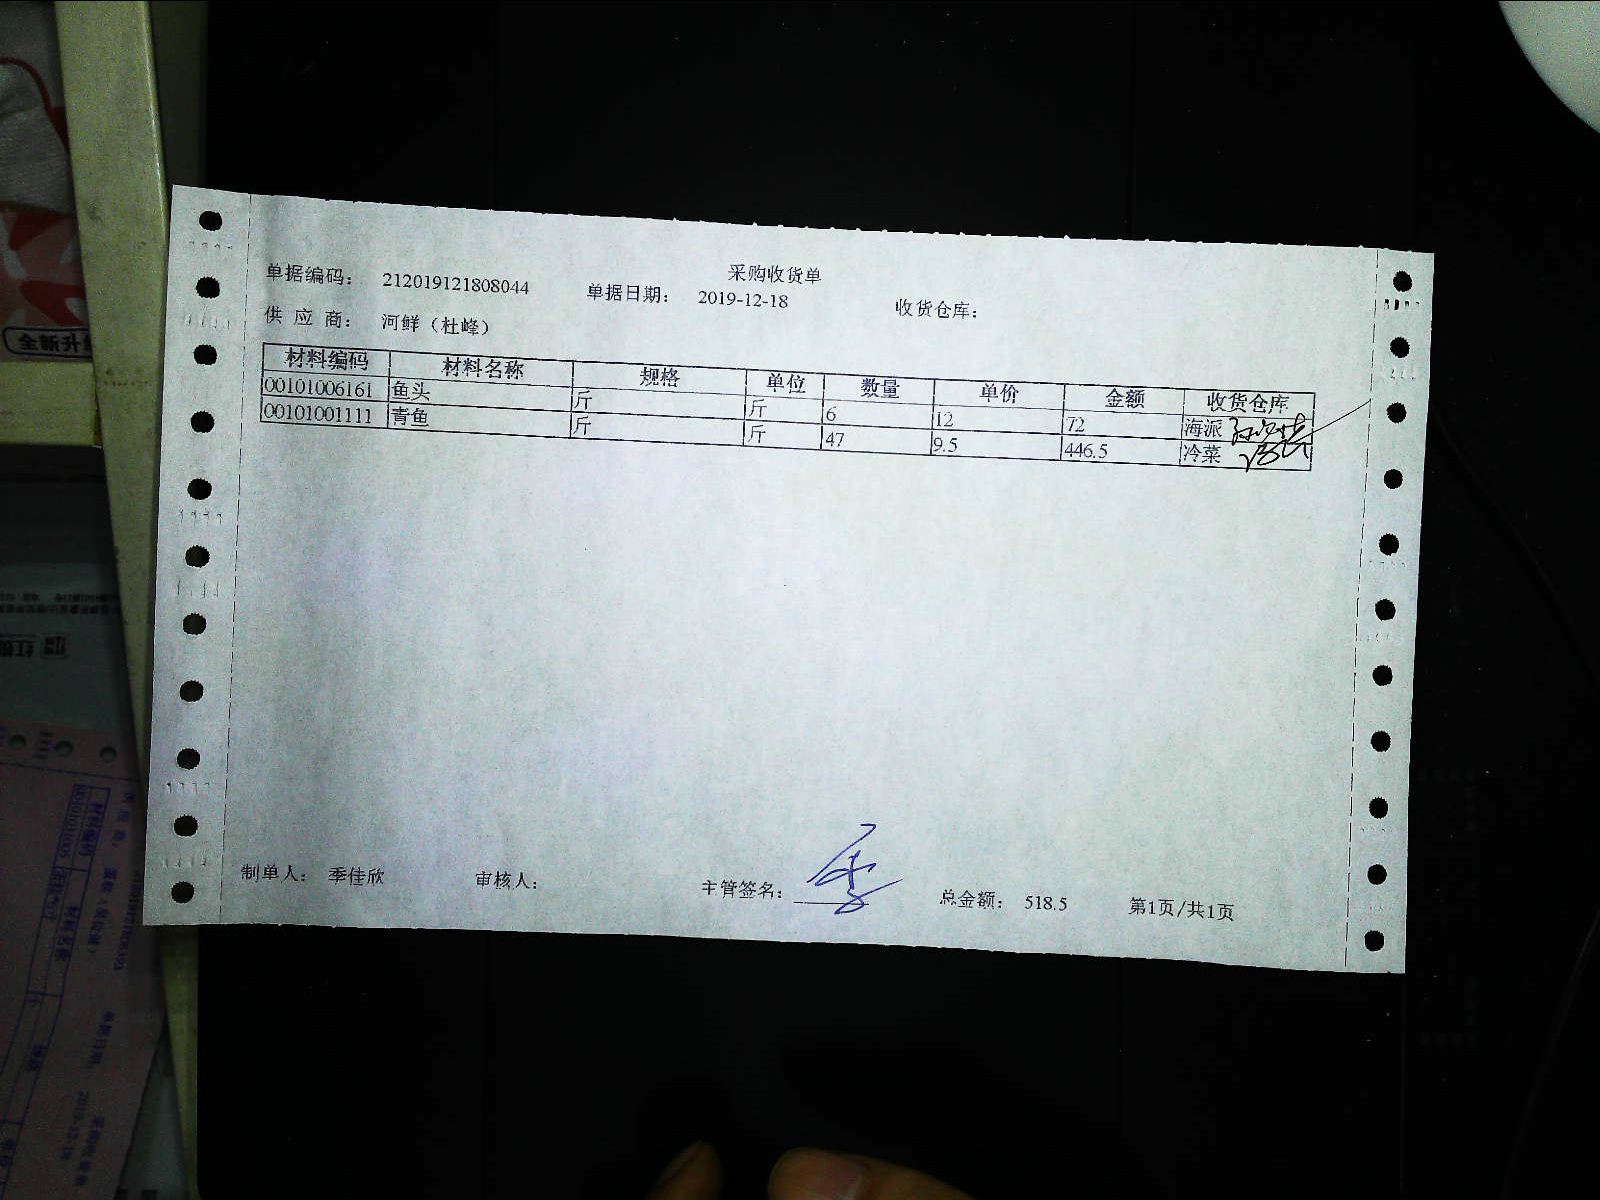 采购收货单
单据编码: 212019121808044 单据日期: 2019-12-18 收货仓库:
供 应 商: 河鲜（杜峰）
材料编码 材料名称 规格 单位 数量 单价 金额 收货仓库
00101006161 鱼头 斤 斤 6 12 72 海派
00101001111 青鱼 斤 斤 47 9.5 446.5 冷菜
制单人: 季佳欣 审核人: 主管签名: 总金额: 518.5 第1页/共1页
全新升